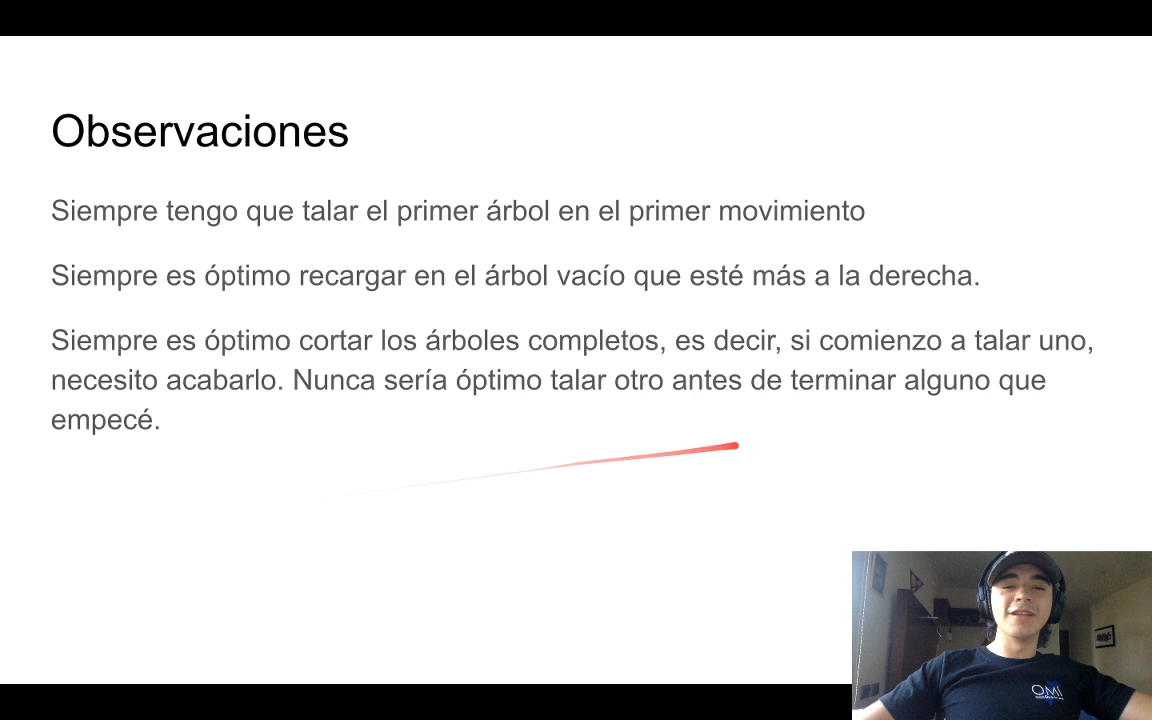 Observaciones
Siempre tengo que talar el primer árbol en el primer movimiento
Siempre es óptimo recargar en el árbol vacío que esté más a la derecha.
Siempre es óptimo cortar los árboles completos, es decir, si comienzo a talar uno,
necesito acabarlo. Nunca sería óptimo talar otro antes de terminar alguno que
empecé.
OMI